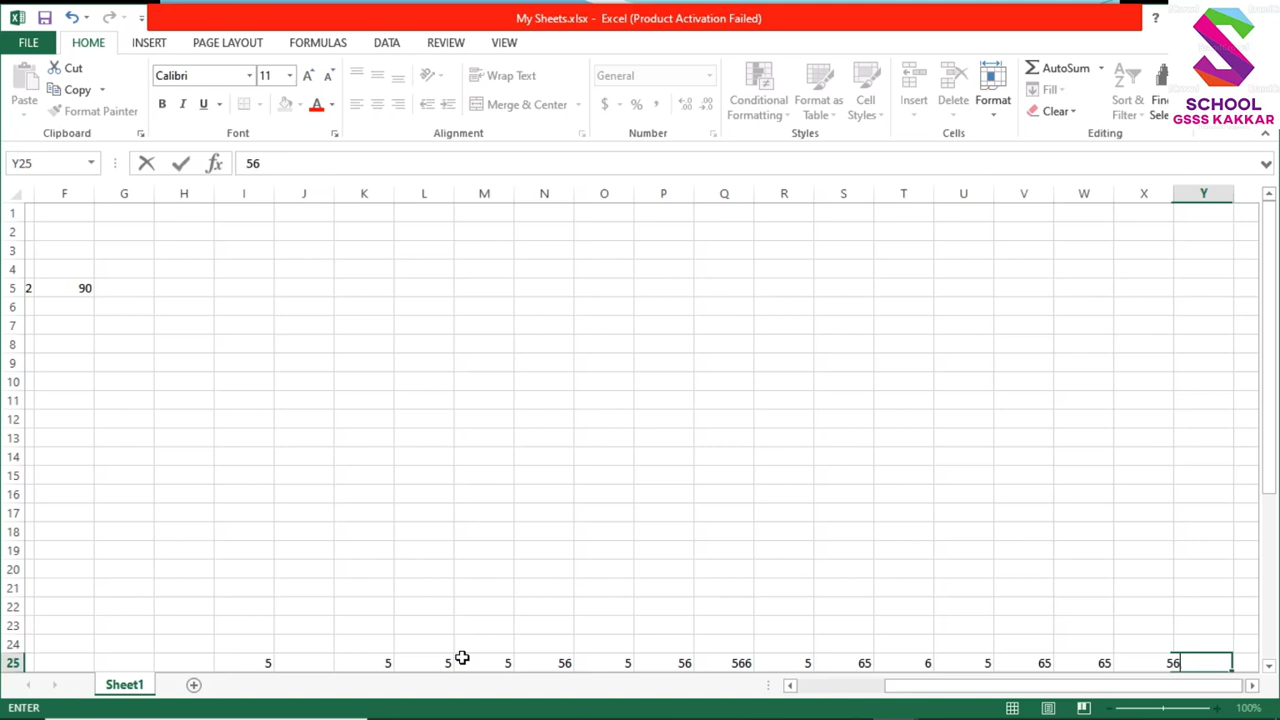 My Sheets.xlsx - Excel (Product Activation Failed)
?
FILE HOME INSERT PAGE LAYOUT FORMULAS DATA REVIEW VIEW
SCHOOL
GSSS KAKKAR
Paste
Cut
Copy
Format Painter
Clipboard
Calibri 11 A A
B I U A
Font
Wrap Text
Merge & Center
Alignment
General
$ % ,
Number
Conditional
Formatting
Format as
Table
Cell
Styles
Styles
Insert Delete Format
Cells
AutoSum
Fill
Clear
Sort &
Filter
Editing
Y25 fx 56
F G H I J K L M N O P Q R S T U V W X Y
1
2
3
4
5 2 90
6
7
8
9
10
11
12
13
14
15
16
17
18
19
20
21
22
23
24
25 5 5 5 5 56 5 56 566 5 65 6 5 65 65 56
Sheet1
ENTER 100%